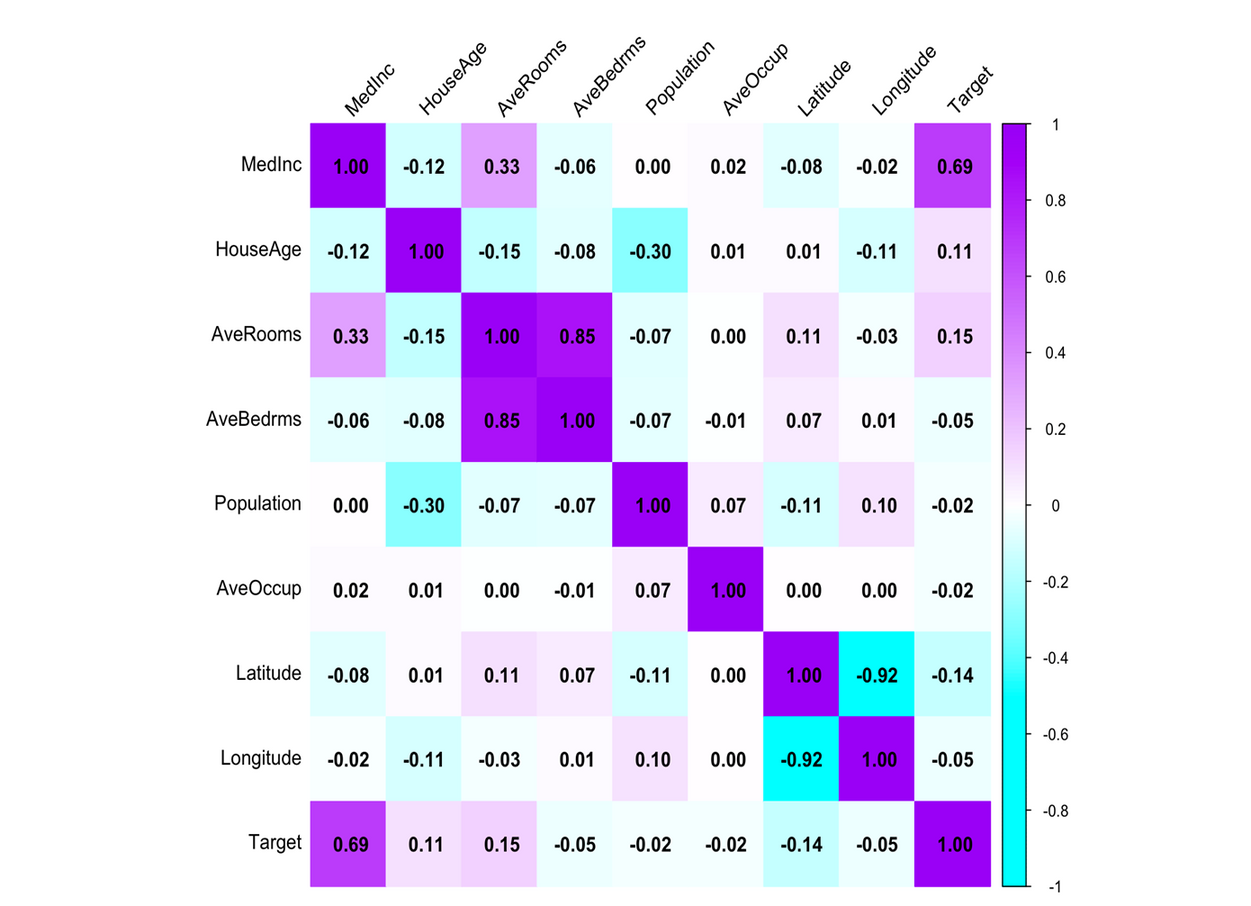 MedInc HouseAge AveRooms AveBedrms Population AveOccup Latitude Longitude Target
MedInc 1.00 -0.12 0.33 -0.06 0.00 0.02 -0.08 -0.02 0.69
HouseAge -0.12 1.00 -0.15 -0.08 -0.30 0.01 0.01 -0.11 0.11
AveRooms 0.33 -0.15 1.00 0.85 -0.07 0.00 0.11 -0.03 0.15
AveBedrms -0.06 -0.08 0.85 1.00 -0.07 -0.01 0.07 0.01 -0.05
Population 0.00 -0.30 -0.07 -0.07 1.00 0.07 -0.11 0.10 -0.02
AveOccup 0.02 0.01 0.00 -0.01 0.07 1.00 0.00 0.00 -0.02
Latitude -0.08 0.01 0.11 0.07 -0.11 0.00 1.00 -0.92 -0.14
Longitude -0.02 -0.11 -0.03 0.01 0.10 0.00 -0.92 1.00 -0.05
Target 0.69 0.11 0.15 -0.05 -0.02 -0.02 -0.14 -0.05 1.00
1
0.8
0.6
0.4
0.2
0
-0.2
-0.4
-0.6
-0.8
-1